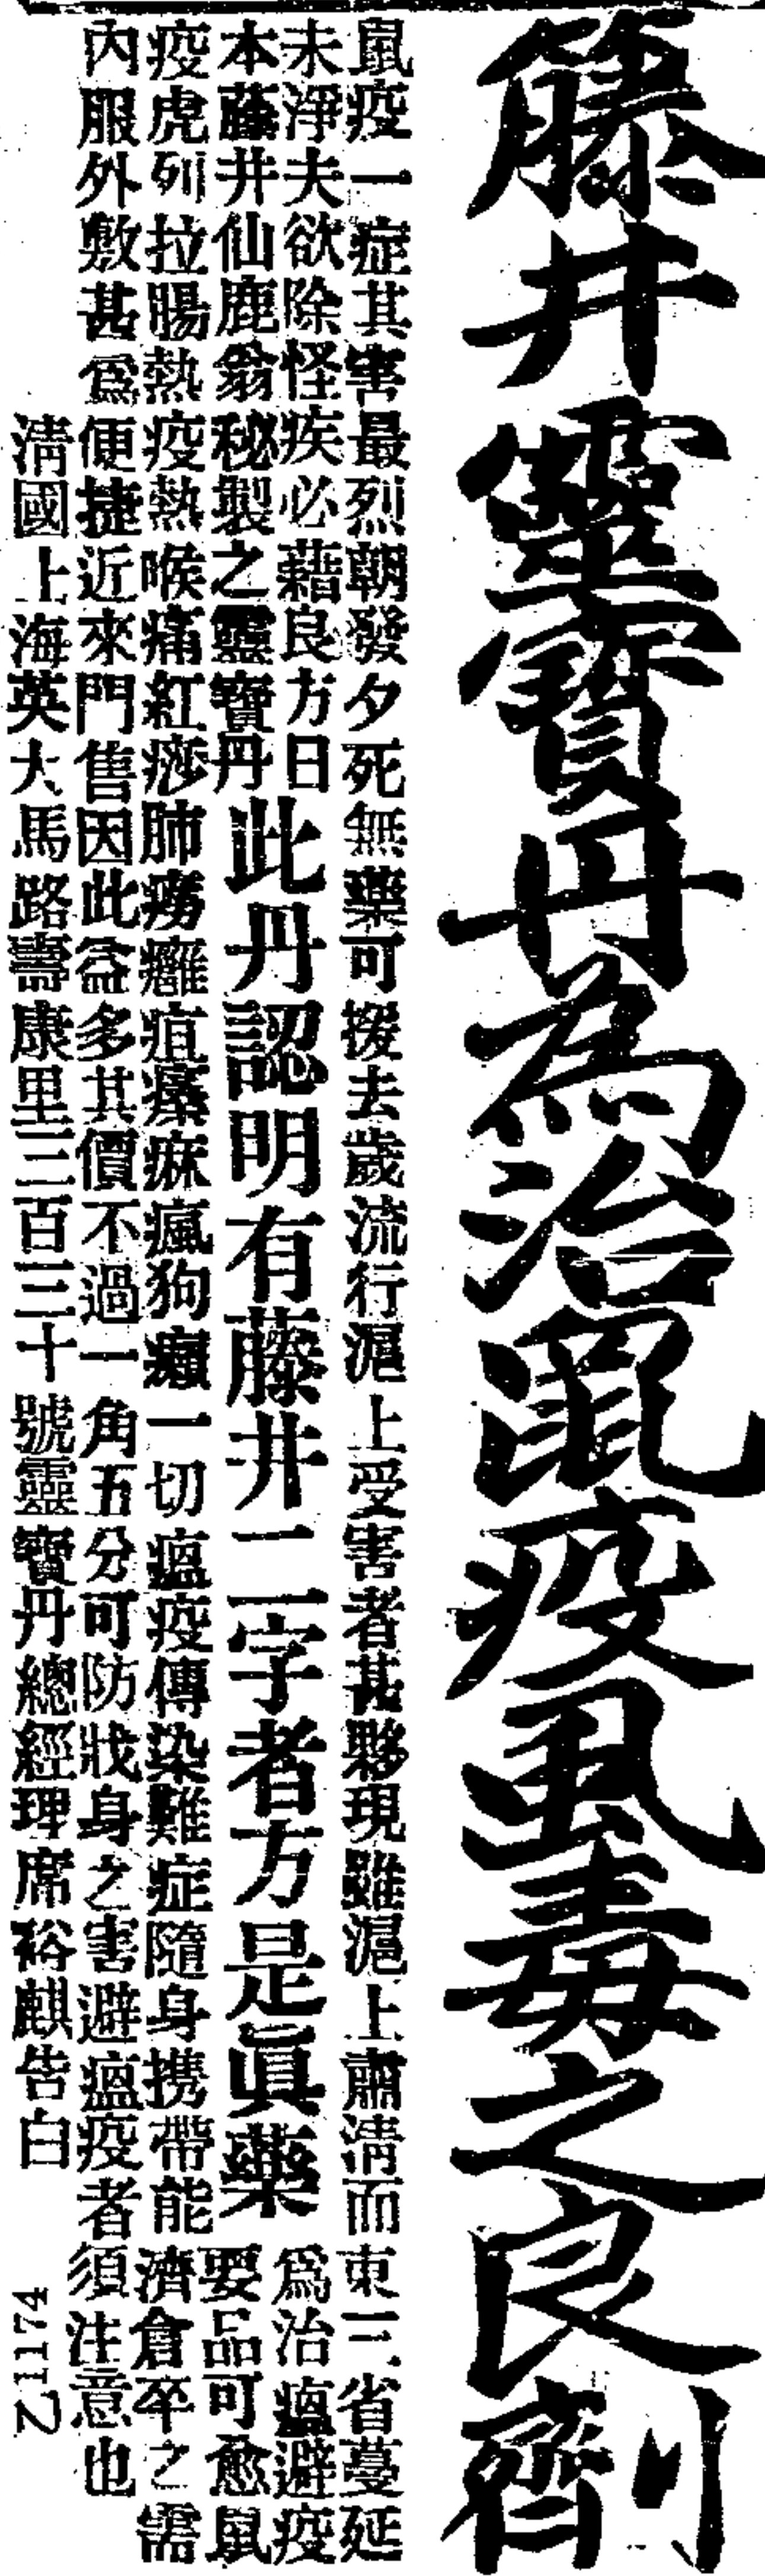 籐井靈寶丹為治鼠疫虱毒之良劑
鼠疫一症其害最烈朝發夕死無藥可援去歲流行滬上受害者甚夥現雖滬上肅淸而東三省蔓延
未淨夫欲除怪疾必藉良方日
本藤井仙鹿翁秘製之靈寶丹
此丹認明有藤井二字者方是眞藥
爲治瘟避疫
要品可愈鼠
疫虎列拉腸熱疫熱喉痛紅痧肺癆癰疽瘰痳瘋狗癩一切瘟疫傳染難症隨身携帶能濟倉卒之需
內服外敷甚爲便捷近來門售因此益多其價不過一角五分可防戕身之害避瘟疫者須注意也
淸國上海英大馬路壽康里三百三十號靈寶丹總經理席裕麒告白
Z1174